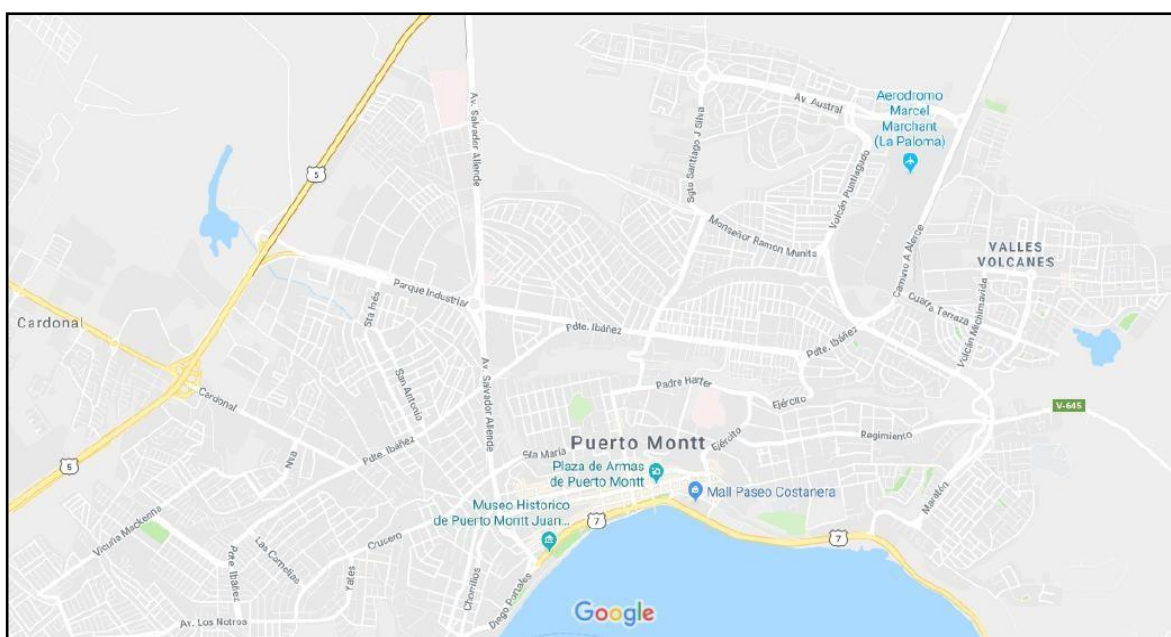 Av. Salvador Allende
Av. Austral
Aerodromo
Marcel
Marchant
(La Paloma)
Sgto Santiago J Silva
5
Volcán Puntiagudo
Monseñor Ramon Munita
VALLES
VOLCANES
Camino A Alerce
Parque Industrial
Sta Inés
Cuarta Terraza
Volcán Michimavida
Cardonal
Pdte. Ibáñez
Pdte. Ibáñez
Av. Salvador Allende
San Antonio
Padre Harter
Cardonal
Ejército
V-645
Puerto Montt
Ejército
Regimiento
Pdte. Ibáñez
Sta María
Nva
5
Plaza de Armas
de Puerto Montt
Mall Paseo Costanera
Museo Historico
de Puerto Montt Juan...
7
Maratón
7
Vicuña Mackenna
Crucero
Las Camelias
Pdte. Ibáñez
Yates
Chorrillos
Diego Portales
Av. Los Notros
Google